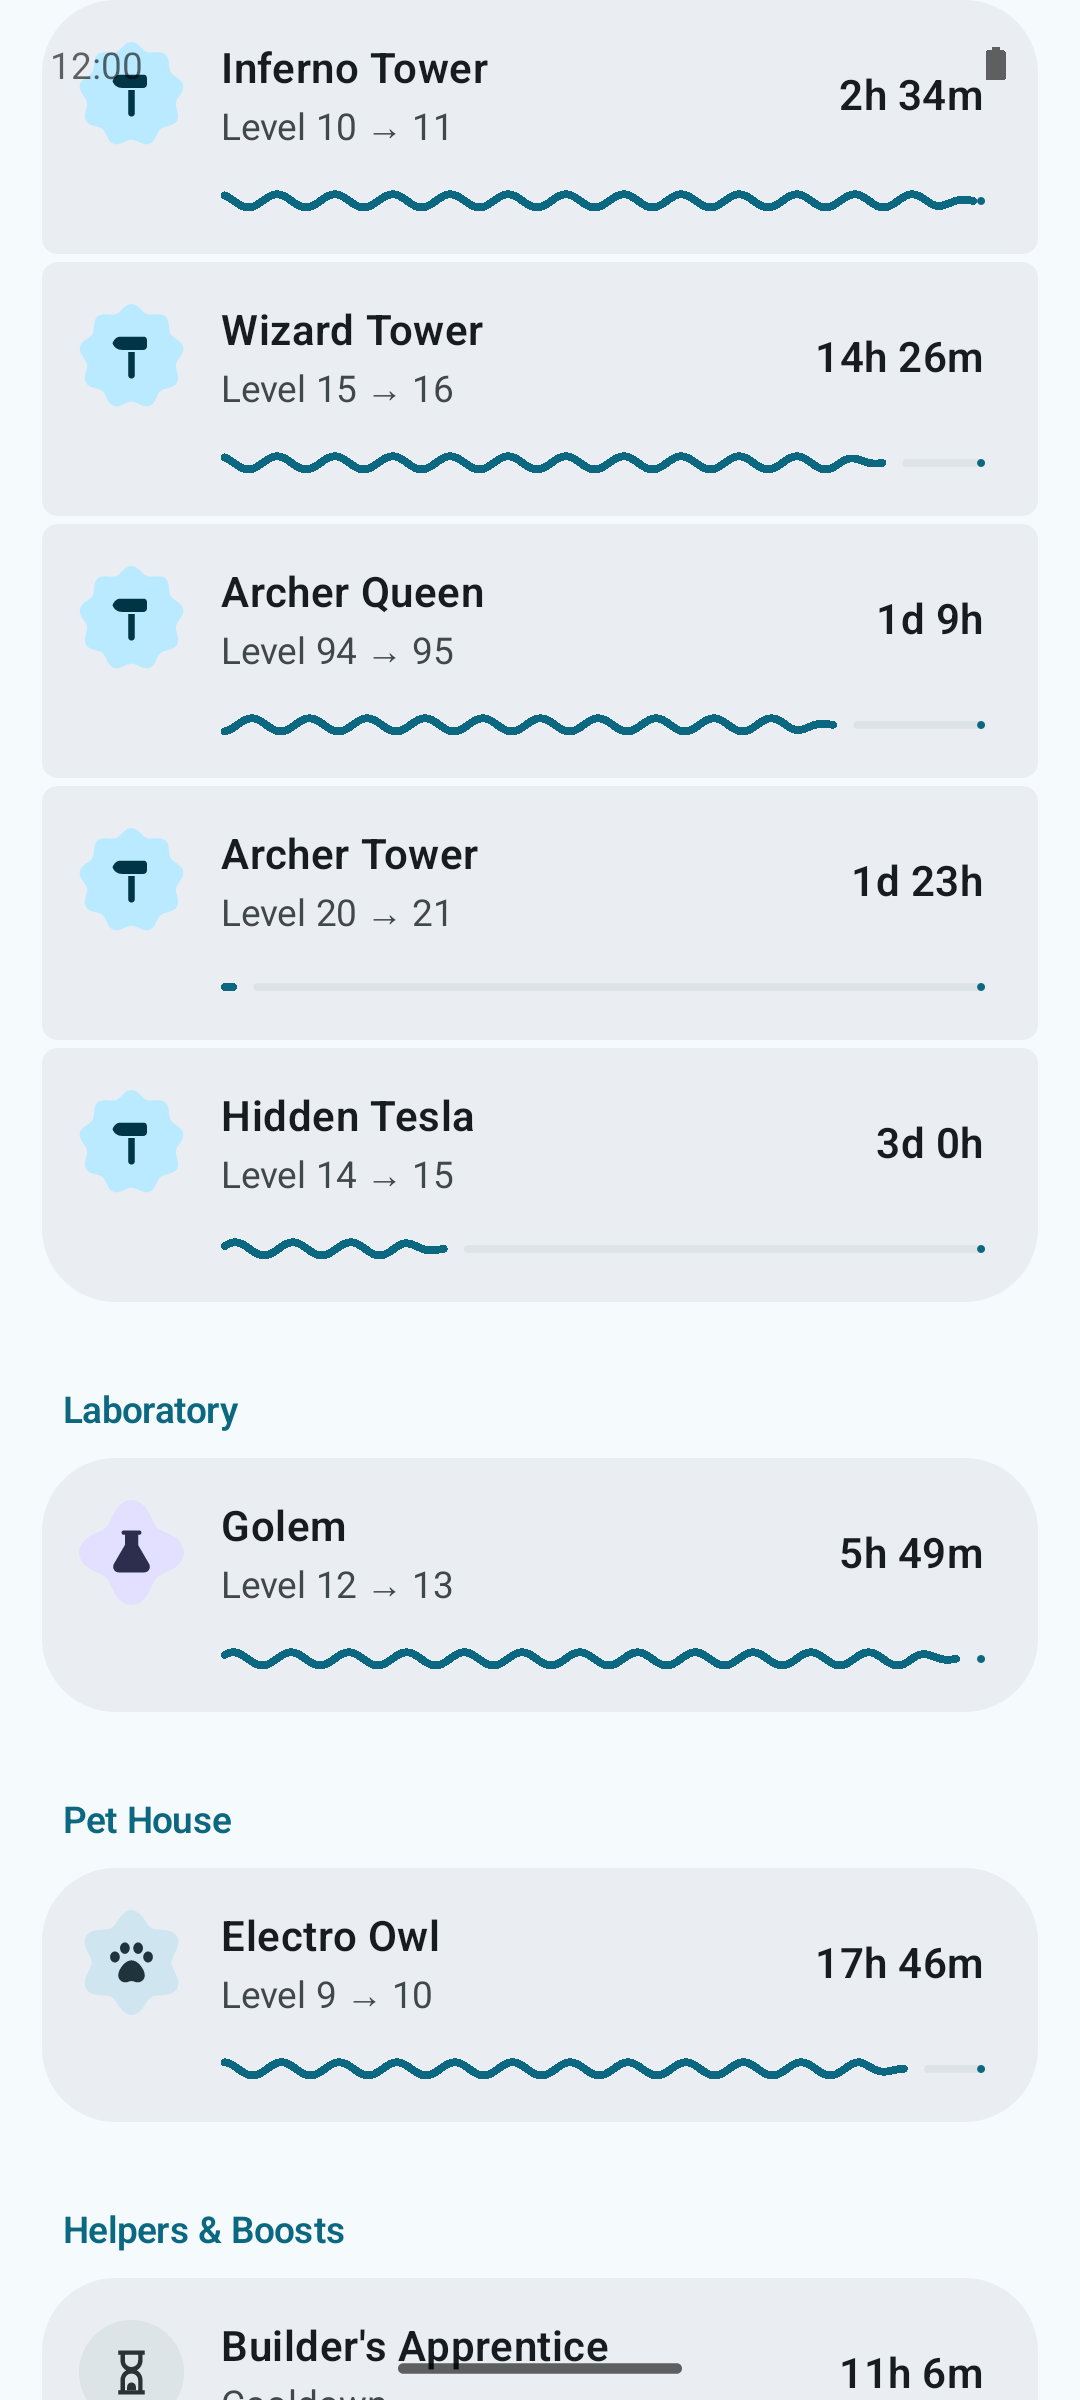 12:00
Inferno Tower
2h 34m
Level 10 → 11
Wizard Tower
14h 26m
Level 15 → 16
Archer Queen
1d 9h
Level 94 → 95
Archer Tower
1d 23h
Level 20 → 21
Hidden Tesla
3d 0h
Level 14 → 15
Laboratory
Golem
5h 49m
Level 12 → 13
Pet House
Electro Owl
17h 46m
Level 9 → 10
Helpers & Boosts
Builder's Apprentice
11h 6m
Cooldown